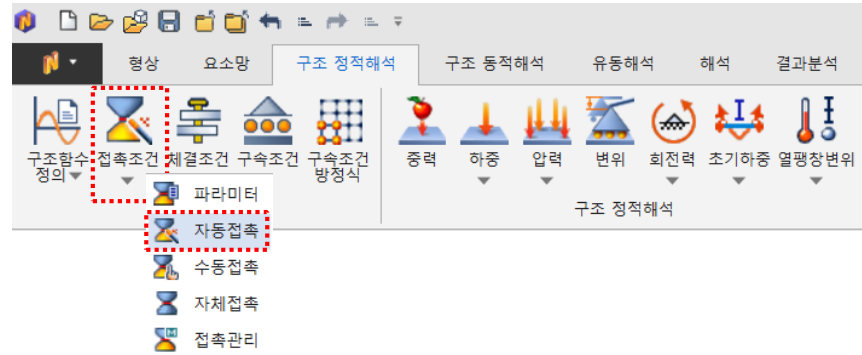 형상 요소망 구조 정적해석 구조 동적해석 유동해석 해석 결과분석
구조함수 접촉조건 체결조건 구속조건 구속조건 중력 하중 압력 변위 회전력 초기하중 열팽창변위
정의 방정식
파라미터
구조 정적해석
자동접촉
수동접촉
자체접촉
접촉관리